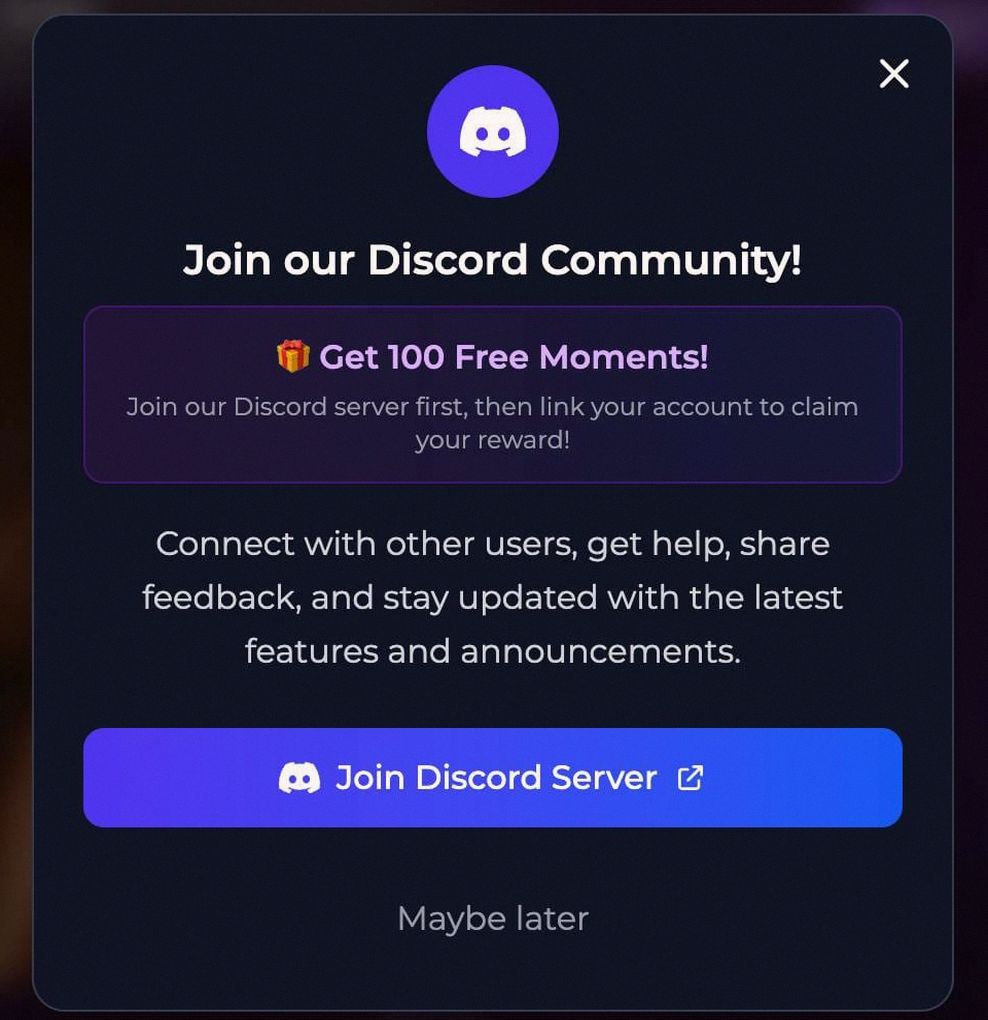 Join our Discord Community!
🎁 Get 100 Free Moments!
Join our Discord server first, then link your account to claim
your reward!
Connect with other users, get help, share
feedback, and stay updated with the latest
features and announcements.
Join Discord Server
Maybe later